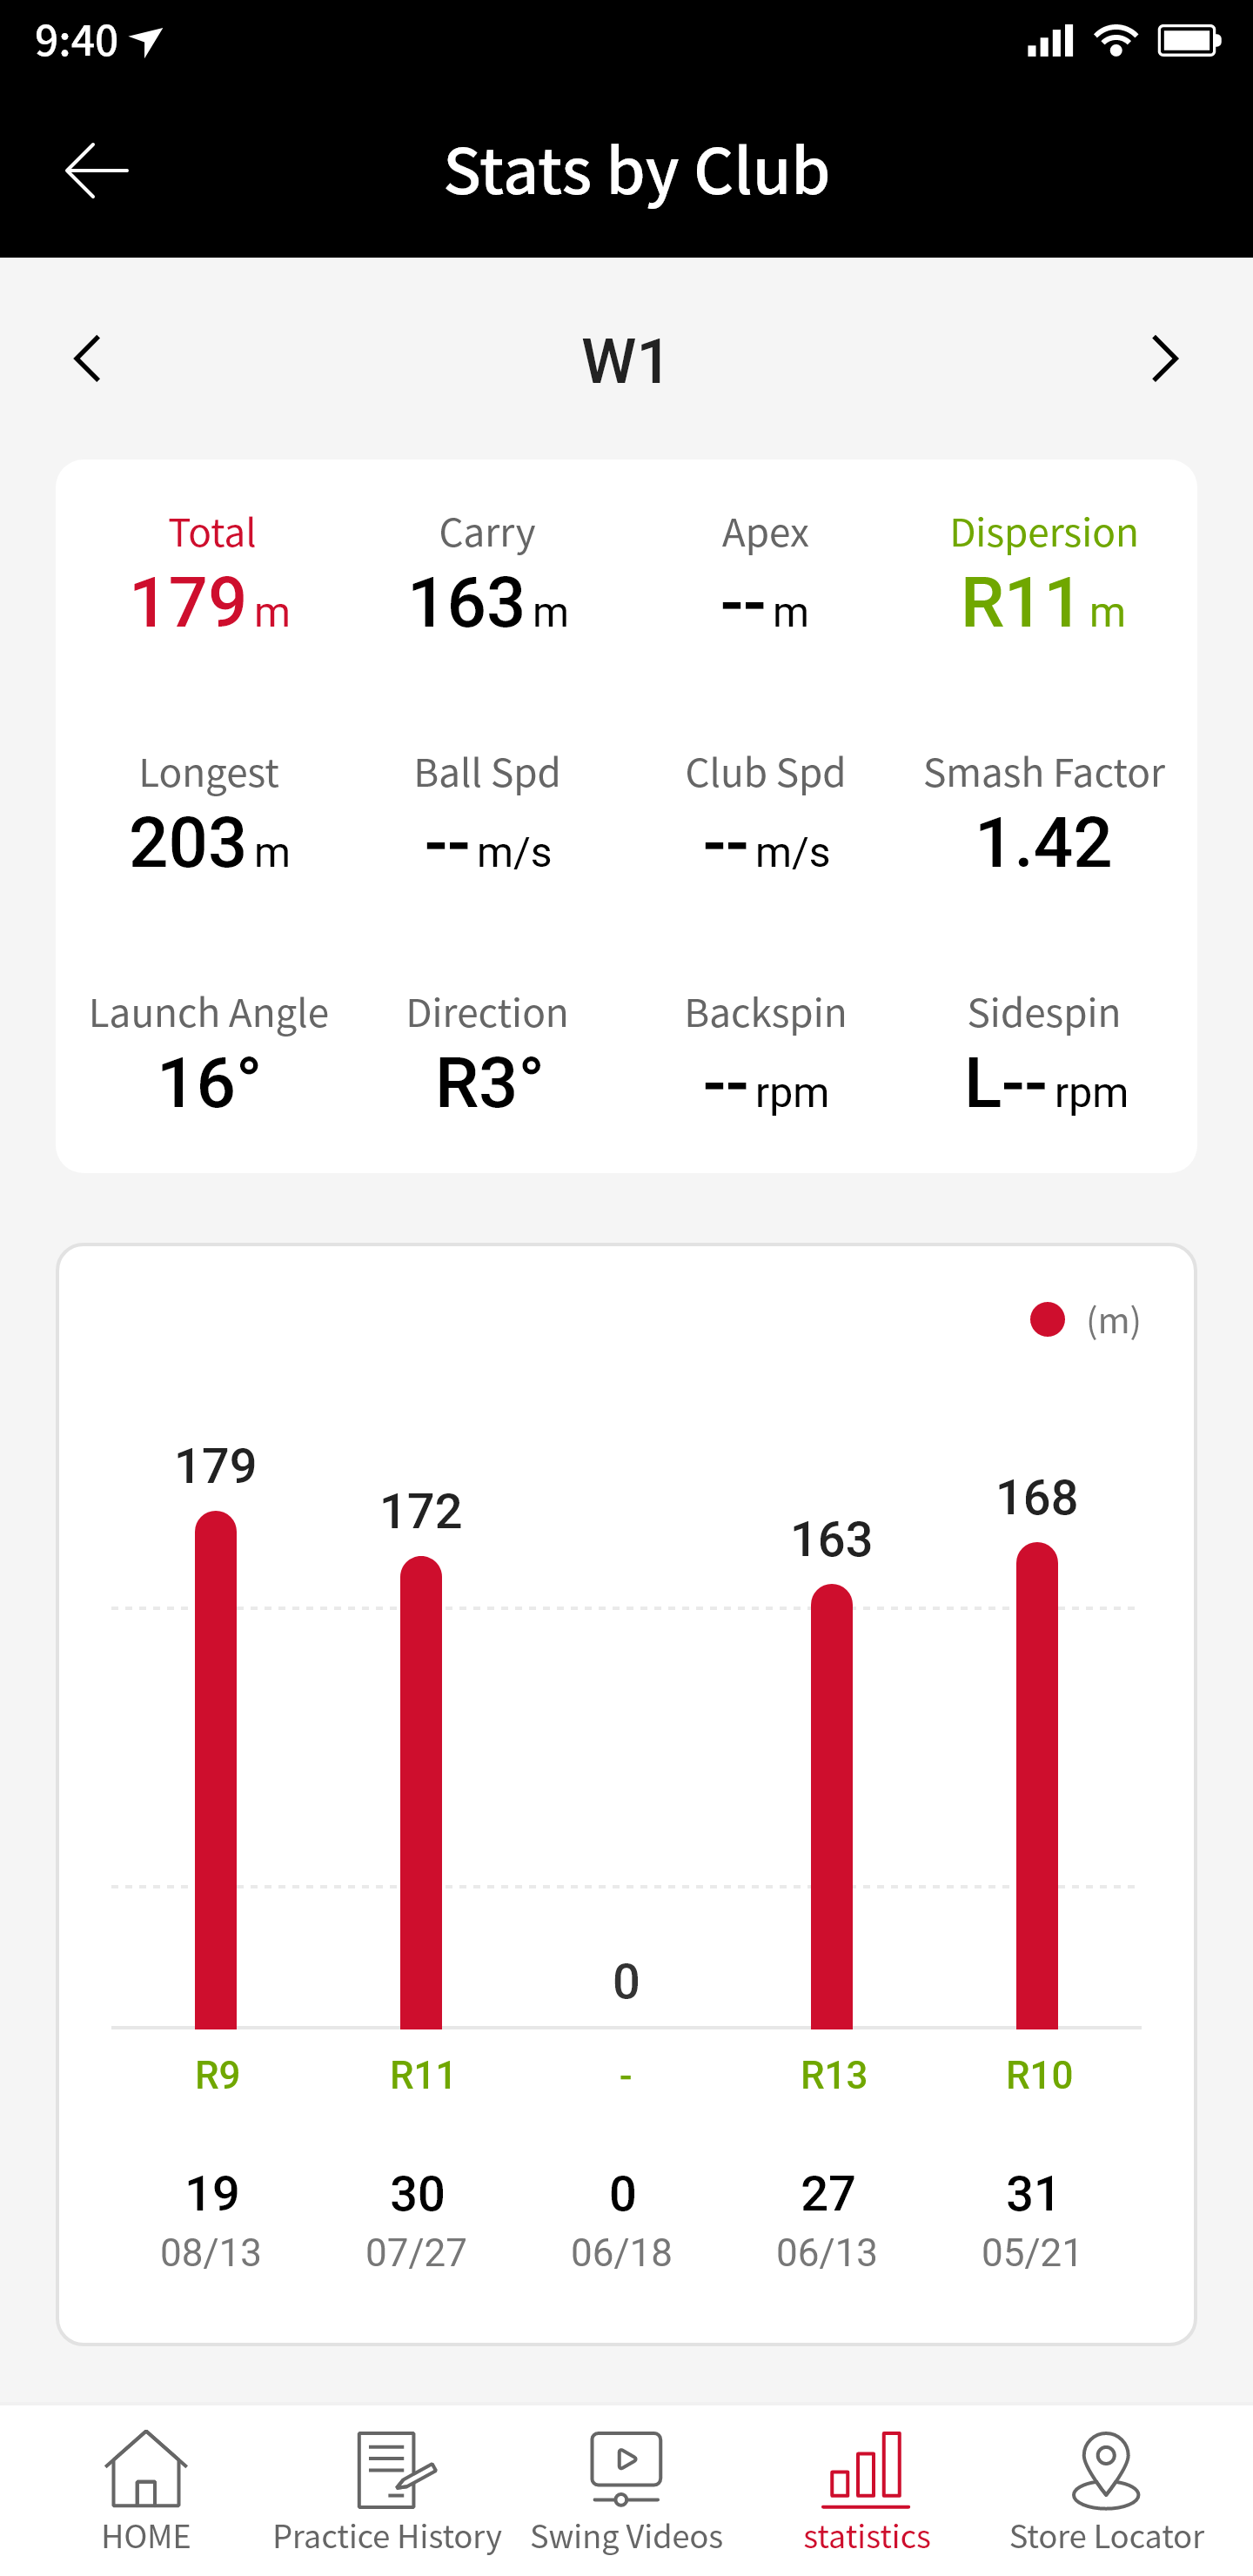 9:40
Stats by Club
W1
Total Carry Apex Dispersion
179 m 163 m -- m R11 m
Longest Ball Spd Club Spd Smash Factor
203 m -- m/s -- m/s 1.42
Launch Angle Direction Backspin Sidespin
16° R3° -- rpm L-- rpm
(m)
179 172 0 163 168
R9 R11 - R13 R10
19 30 0 27 31
08/13 07/27 06/18 06/13 05/21
HOME Practice History Swing Videos statistics Store Locator